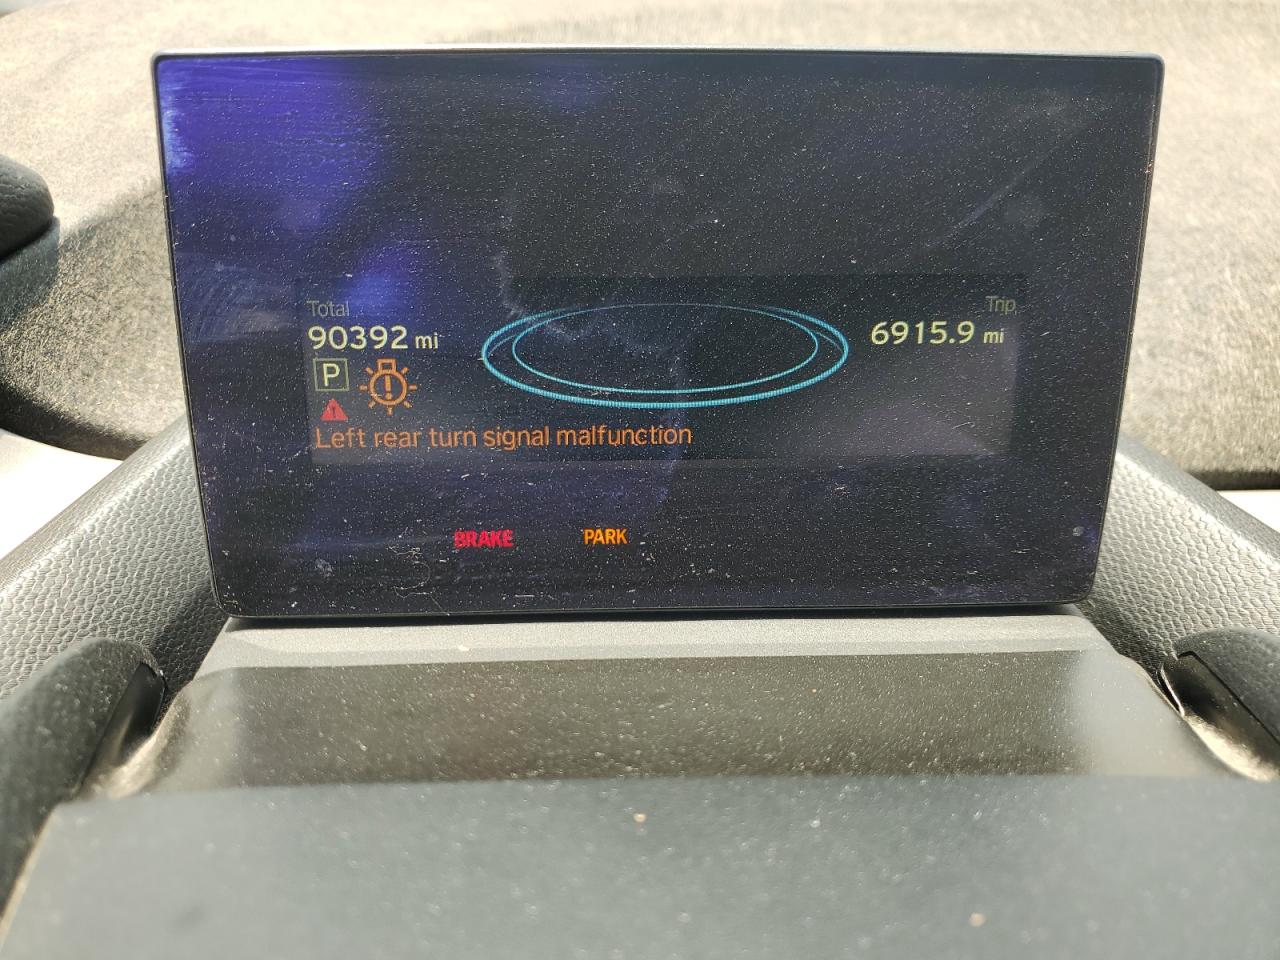 Total
90392 mi
Trip
6915.9 mi
P
Left rear turn signal malfunction
BRAKE
PARK